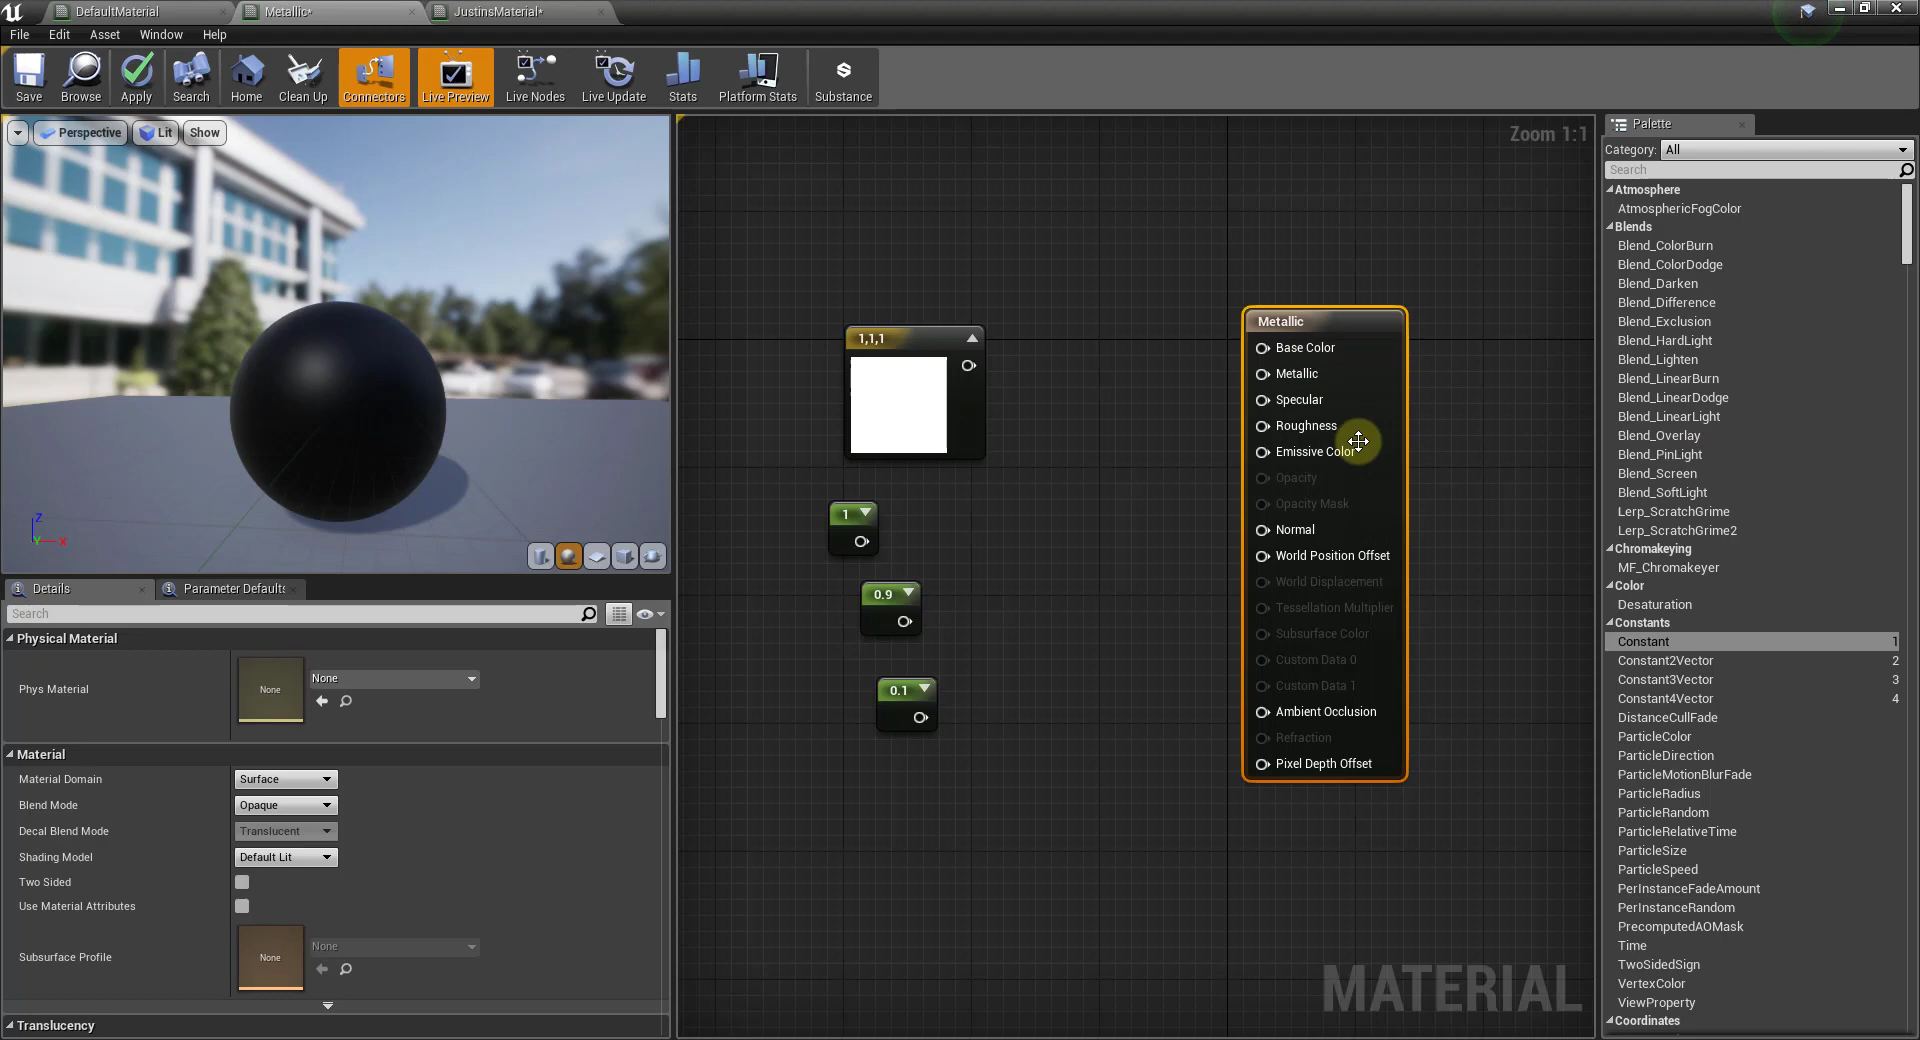 DefaultMaterial
Metallic*
JustinsMaterial*
File
Edit
Asset
Window
Help
Save
Browse
Apply
Search
Home
Clean Up
Connectors
Live Preview
Live Nodes
Live Update
Stats
Platform Stats
Substance
Perspective
Lit
Show
Z
Y
X
Details
Parameter Defaults
Search
Physical Material
Phys Material
None
None
Material
Material Domain
Surface
Blend Mode
Opaque
Decal Blend Mode
Translucent
Shading Model
Default Lit
Two Sided
Use Material Attributes
Subsurface Profile
None
None
Translucency
Zoom 1:1
1,1,1
1
0.9
0.1
Metallic
Base Color
Metallic
Specular
Roughness
Emissive Color
Opacity
Opacity Mask
Normal
World Position Offset
World Displacement
Tessellation Multiplier
Subsurface Color
Custom Data 0
Custom Data 1
Ambient Occlusion
Refraction
Pixel Depth Offset
MATERIAL
Palette
Category: All
Search
Atmosphere
AtmosphericFogColor
Blends
Blend_ColorBurn
Blend_ColorDodge
Blend_Darken
Blend_Difference
Blend_Exclusion
Blend_HardLight
Blend_Lighten
Blend_LinearBurn
Blend_LinearDodge
Blend_LinearLight
Blend_Overlay
Blend_PinLight
Blend_Screen
Blend_SoftLight
Lerp_ScratchGrime
Lerp_ScratchGrime2
Chromakeying
MF_Chromakeyer
Color
Desaturation
Constants
Constant 1
Constant2Vector 2
Constant3Vector 3
Constant4Vector 4
DistanceCullFade
ParticleColor
ParticleDirection
ParticleMotionBlurFade
ParticleRadius
ParticleRandom
ParticleRelativeTime
ParticleSize
ParticleSpeed
PerInstanceFadeAmount
PerInstanceRandom
PrecomputedAOMask
Time
TwoSidedSign
VertexColor
ViewProperty
Coordinates